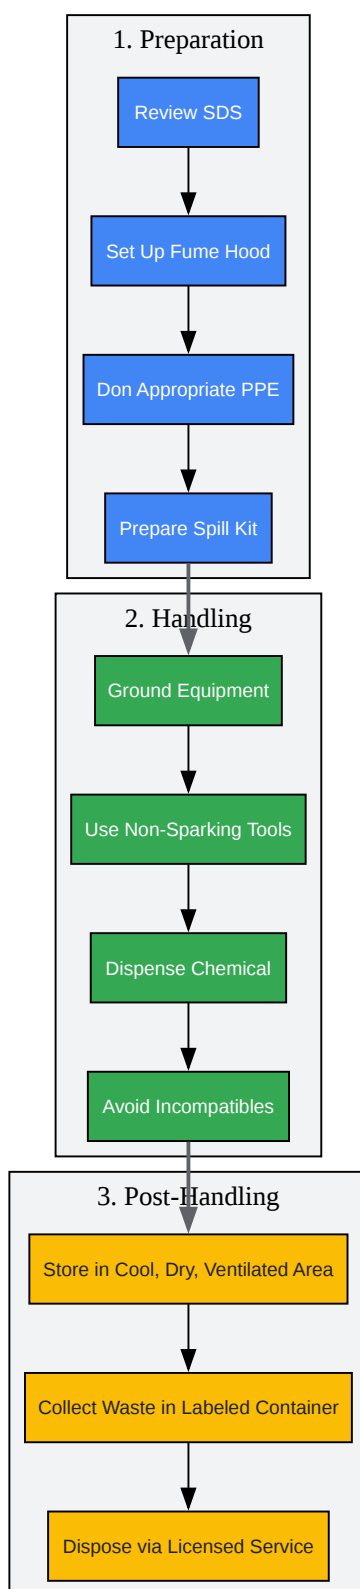 1. Preparation
Review SDS
Set Up Fume Hood
Don Appropriate PPE
Prepare Spill Kit
2. Handling
Ground Equipment
Use Non-Sparking Tools
Dispense Chemical
Avoid Incompatibles
3. Post-Handling
Store in Cool, Dry, Ventilated Area
Collect Waste in Labeled Container
Dispose via Licensed Service